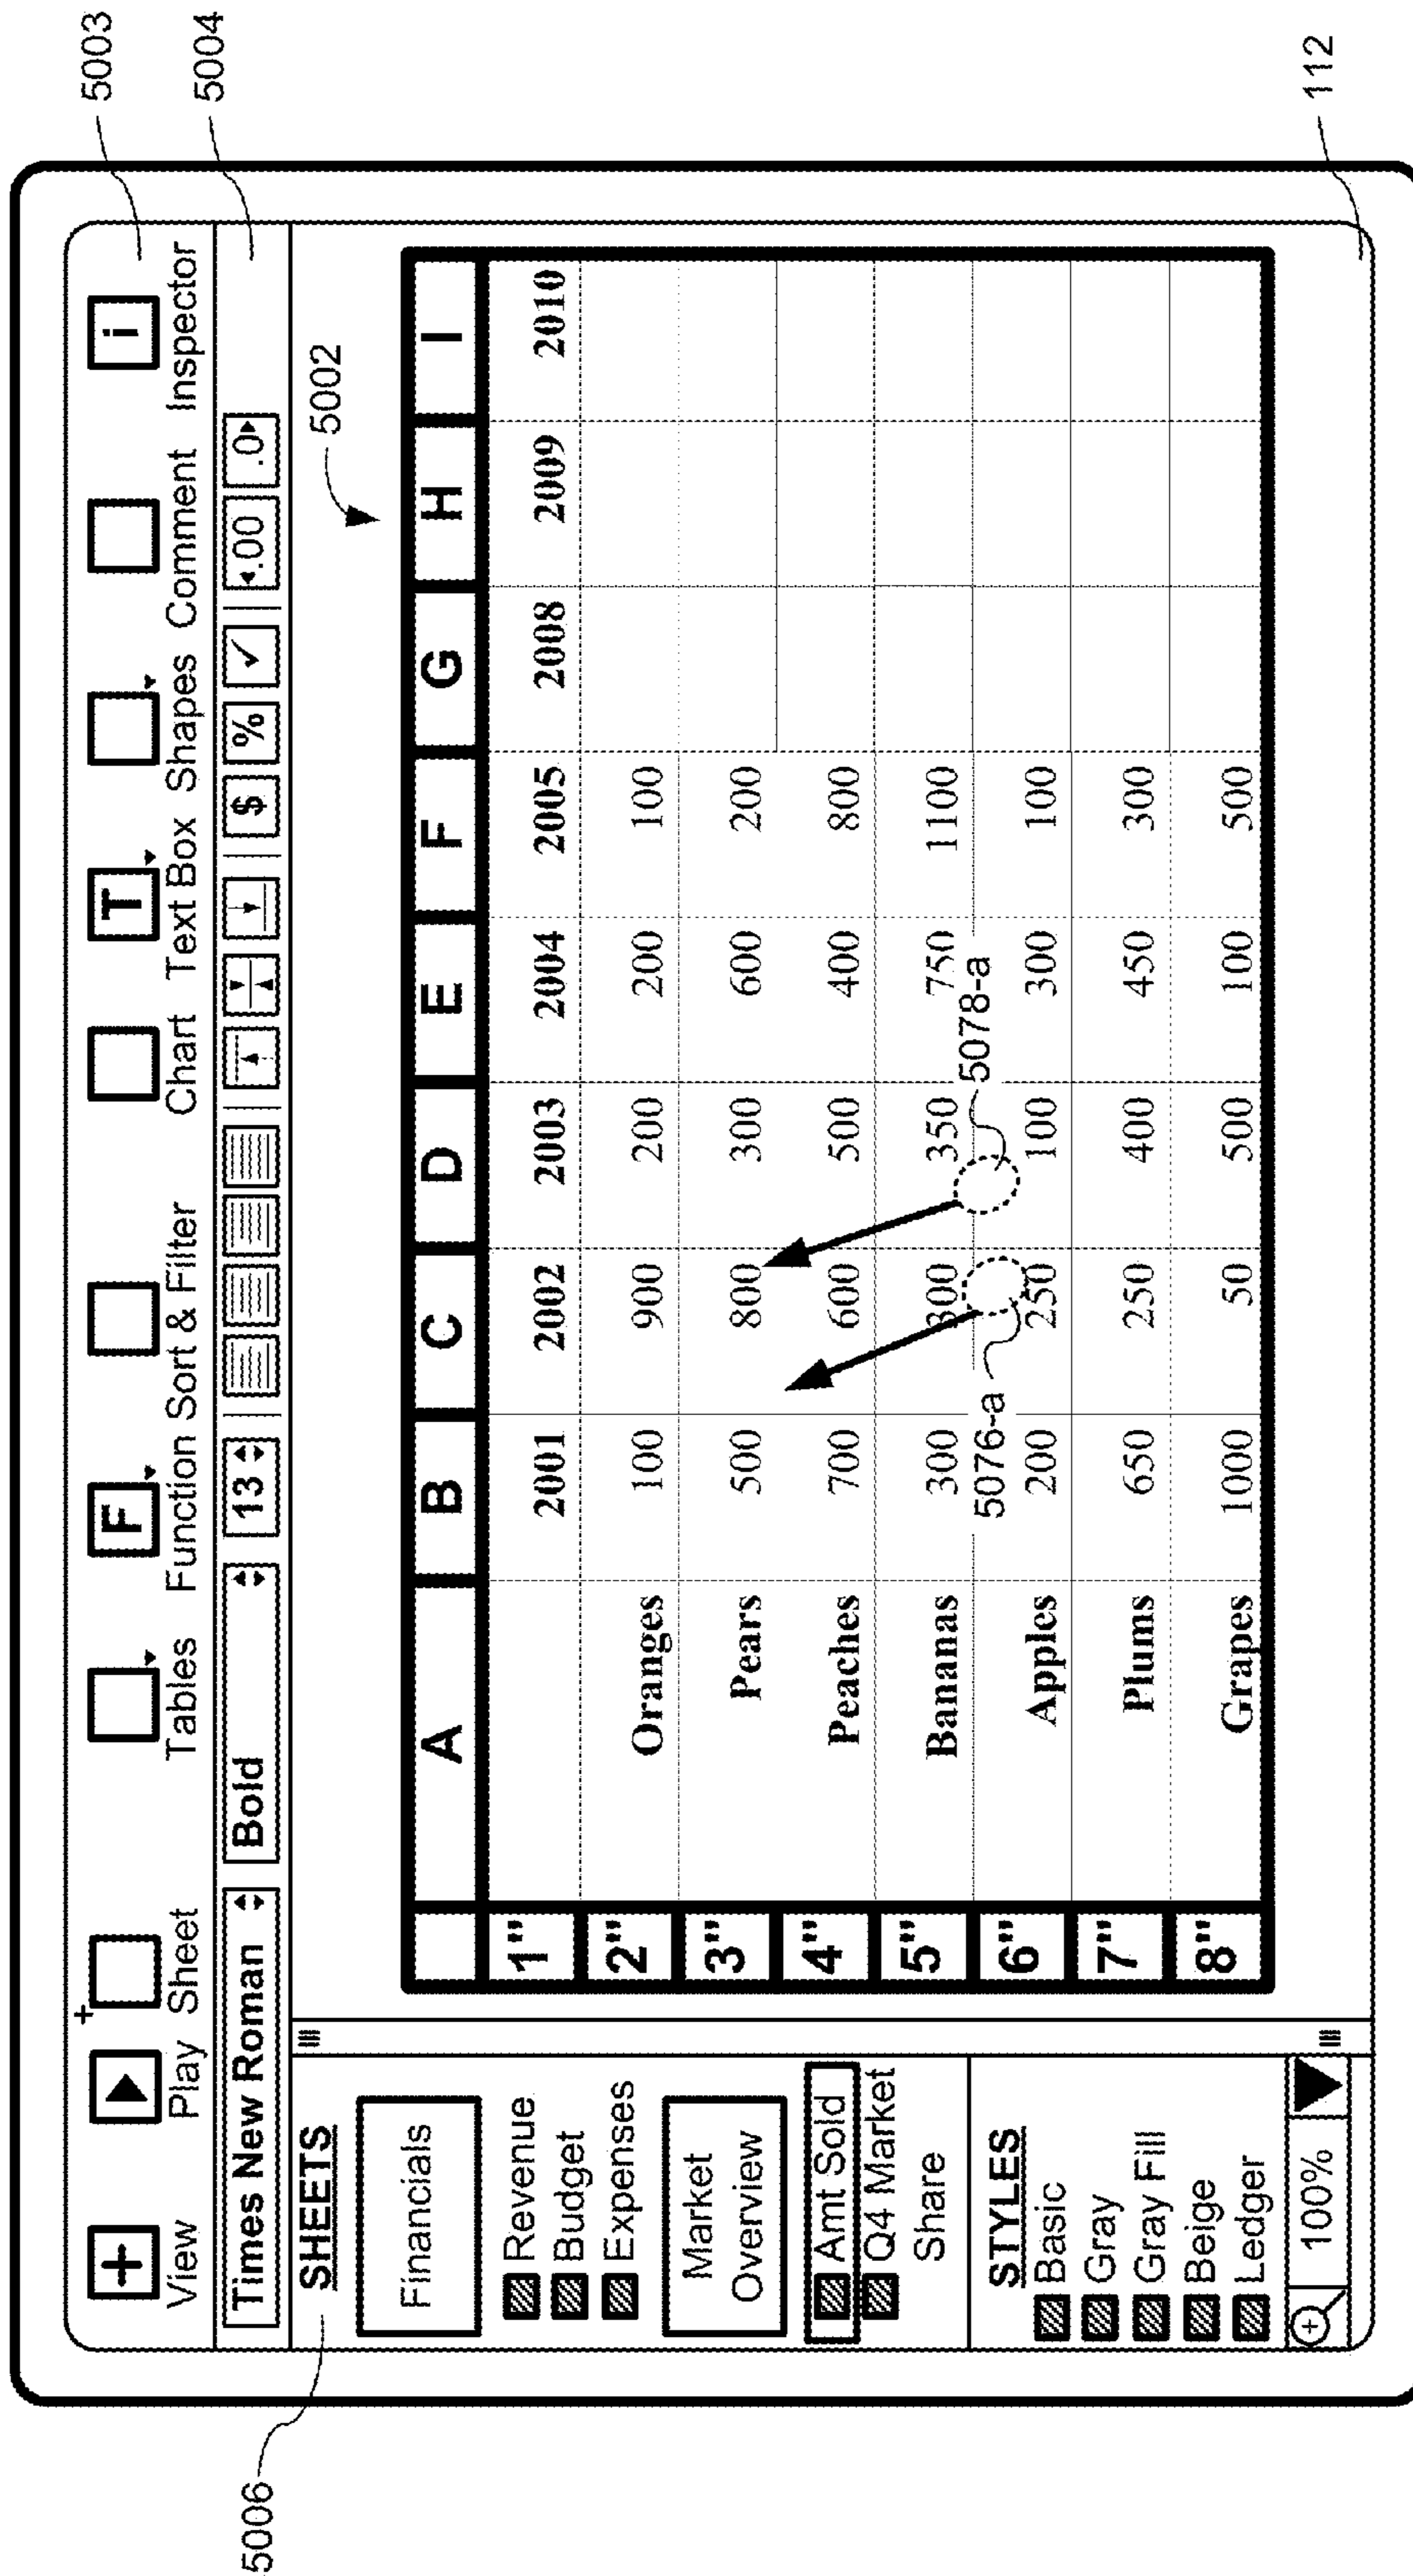 5003
5004
View Play Sheet Tables Function Sort & Filter Chart Text Box Shapes Comment Inspector
F T i
Times New Roman Bold 13 $ % ✓ .00 .0
5006
SHEETS
Financials
Revenue
Budget
Expenses
Market
Overview
Amt Sold
Q4 Market
Share
STYLES
Basic
Gray
Gray Fill
Beige
Ledger
100%
5002
A B C D E F G H I
1" 2001 2002 2003 2004 2005 2008 2009 2010
2" Oranges 100 900 200 200 100
3" Pears 500 800 300 600 200
4" Peaches 700 600 500 400 800
5" Bananas 300 300 350 750 1100
5076-a 5078-a
6" Apples 200 250 100 300 100
7" Plums 650 250 400 450 300
8" Grapes 1000 50 500 100 500
112